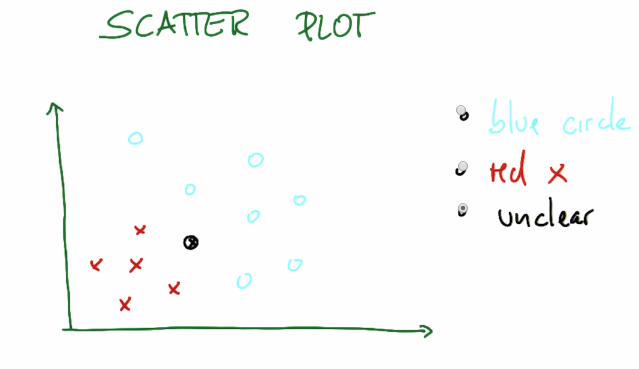 SCATTER PLOT
blue circle
red x
unclear